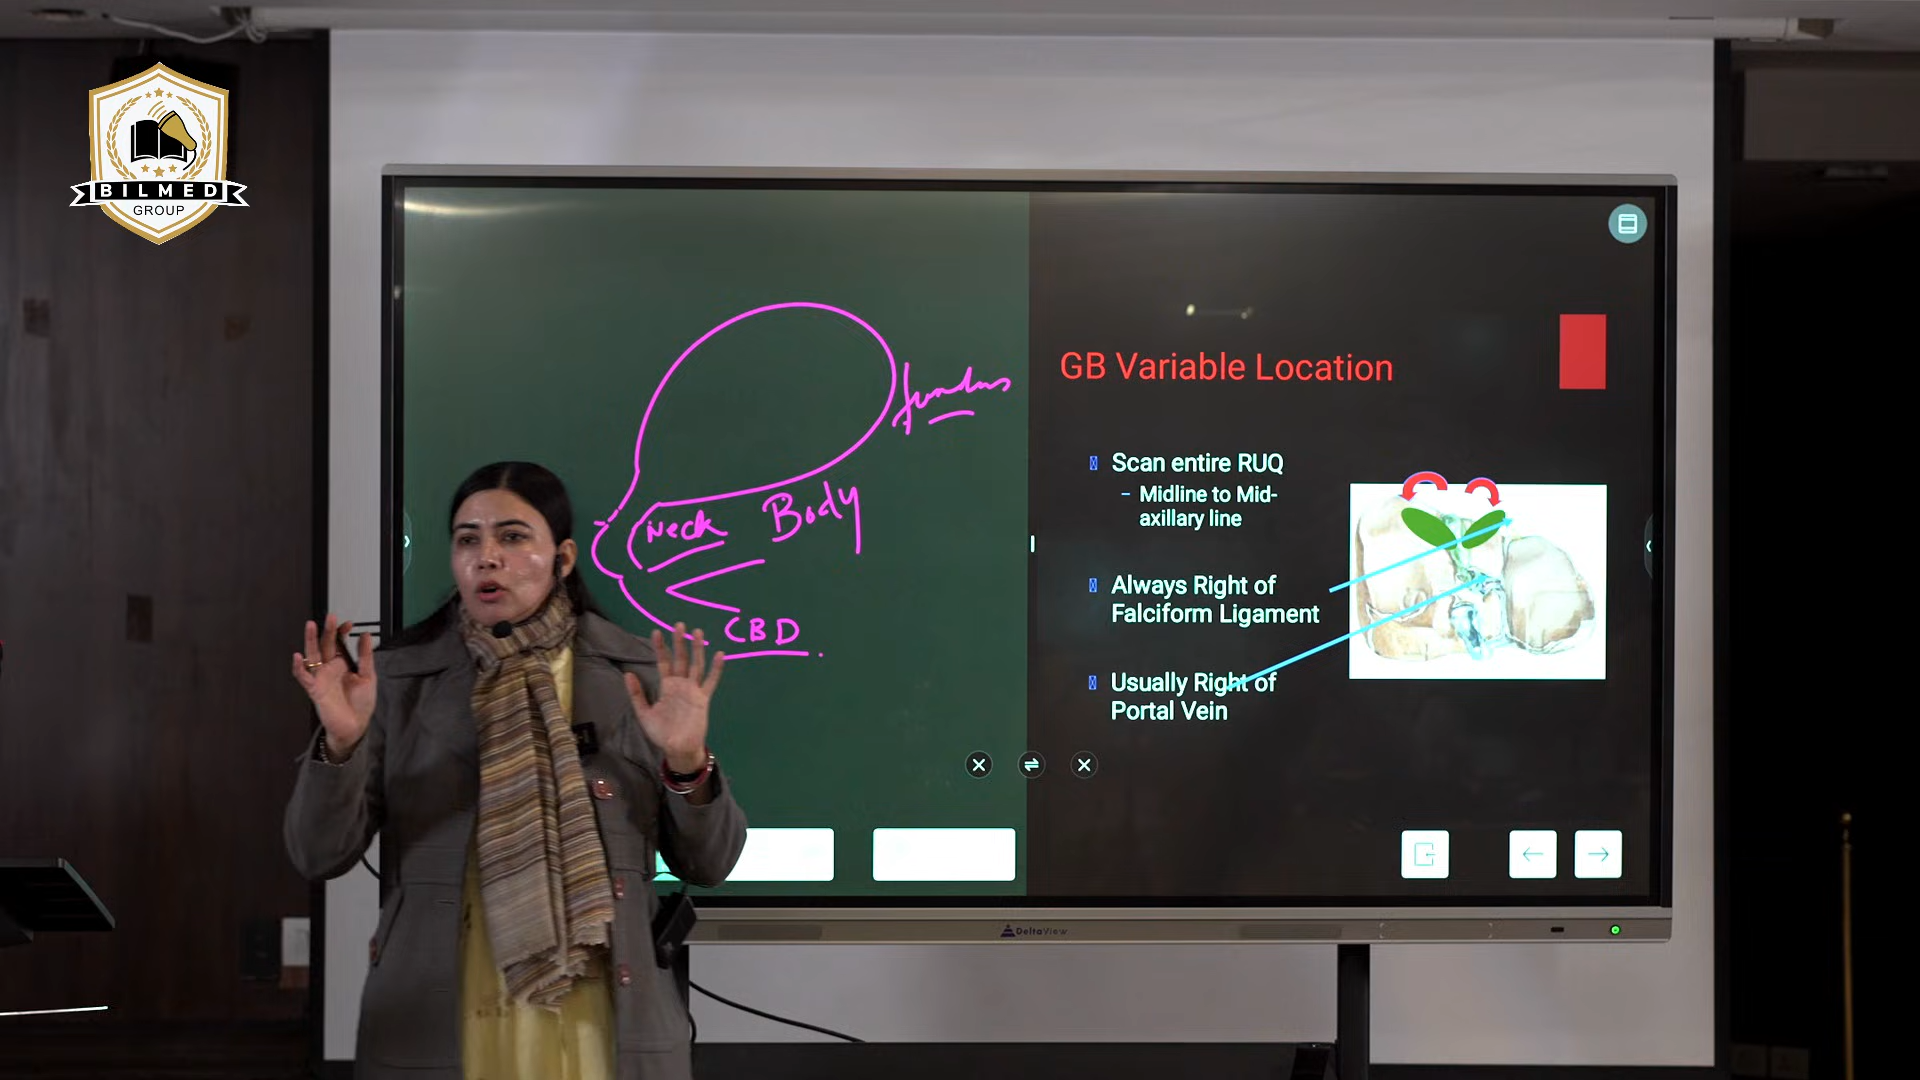 BILMED
GROUP
fundus
Neck
Body
CBD
GB Variable Location
Scan entire RUQ
– Midline to Mid-
axillary line
Always Right of
Falciform Ligament
Usually Right of
Portal Vein
DeltaView